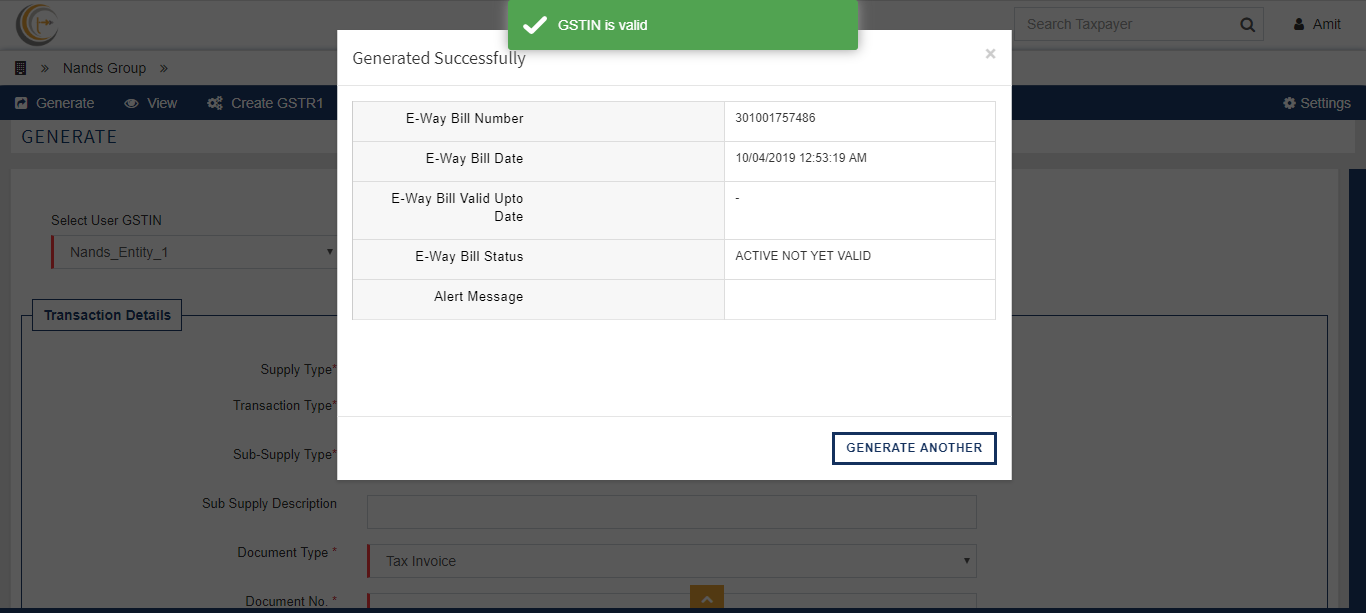 GSTIN is valid
Search Taxpayer
Amit
Generated Successfully
×
» Nands Group »
Generate
View
Create GSTR1
Settings
GENERATE
E-Way Bill Number
301001757486
E-Way Bill Date
10/04/2019 12:53:19 AM
E-Way Bill Valid Upto
Date
-
E-Way Bill Status
ACTIVE NOT YET VALID
Alert Message
Select User GSTIN
Nands_Entity_1
Transaction Details
Supply Type*
Transaction Type*
Sub-Supply Type*
GENERATE ANOTHER
Sub Supply Description
Document Type *
Tax Invoice
Document No. *